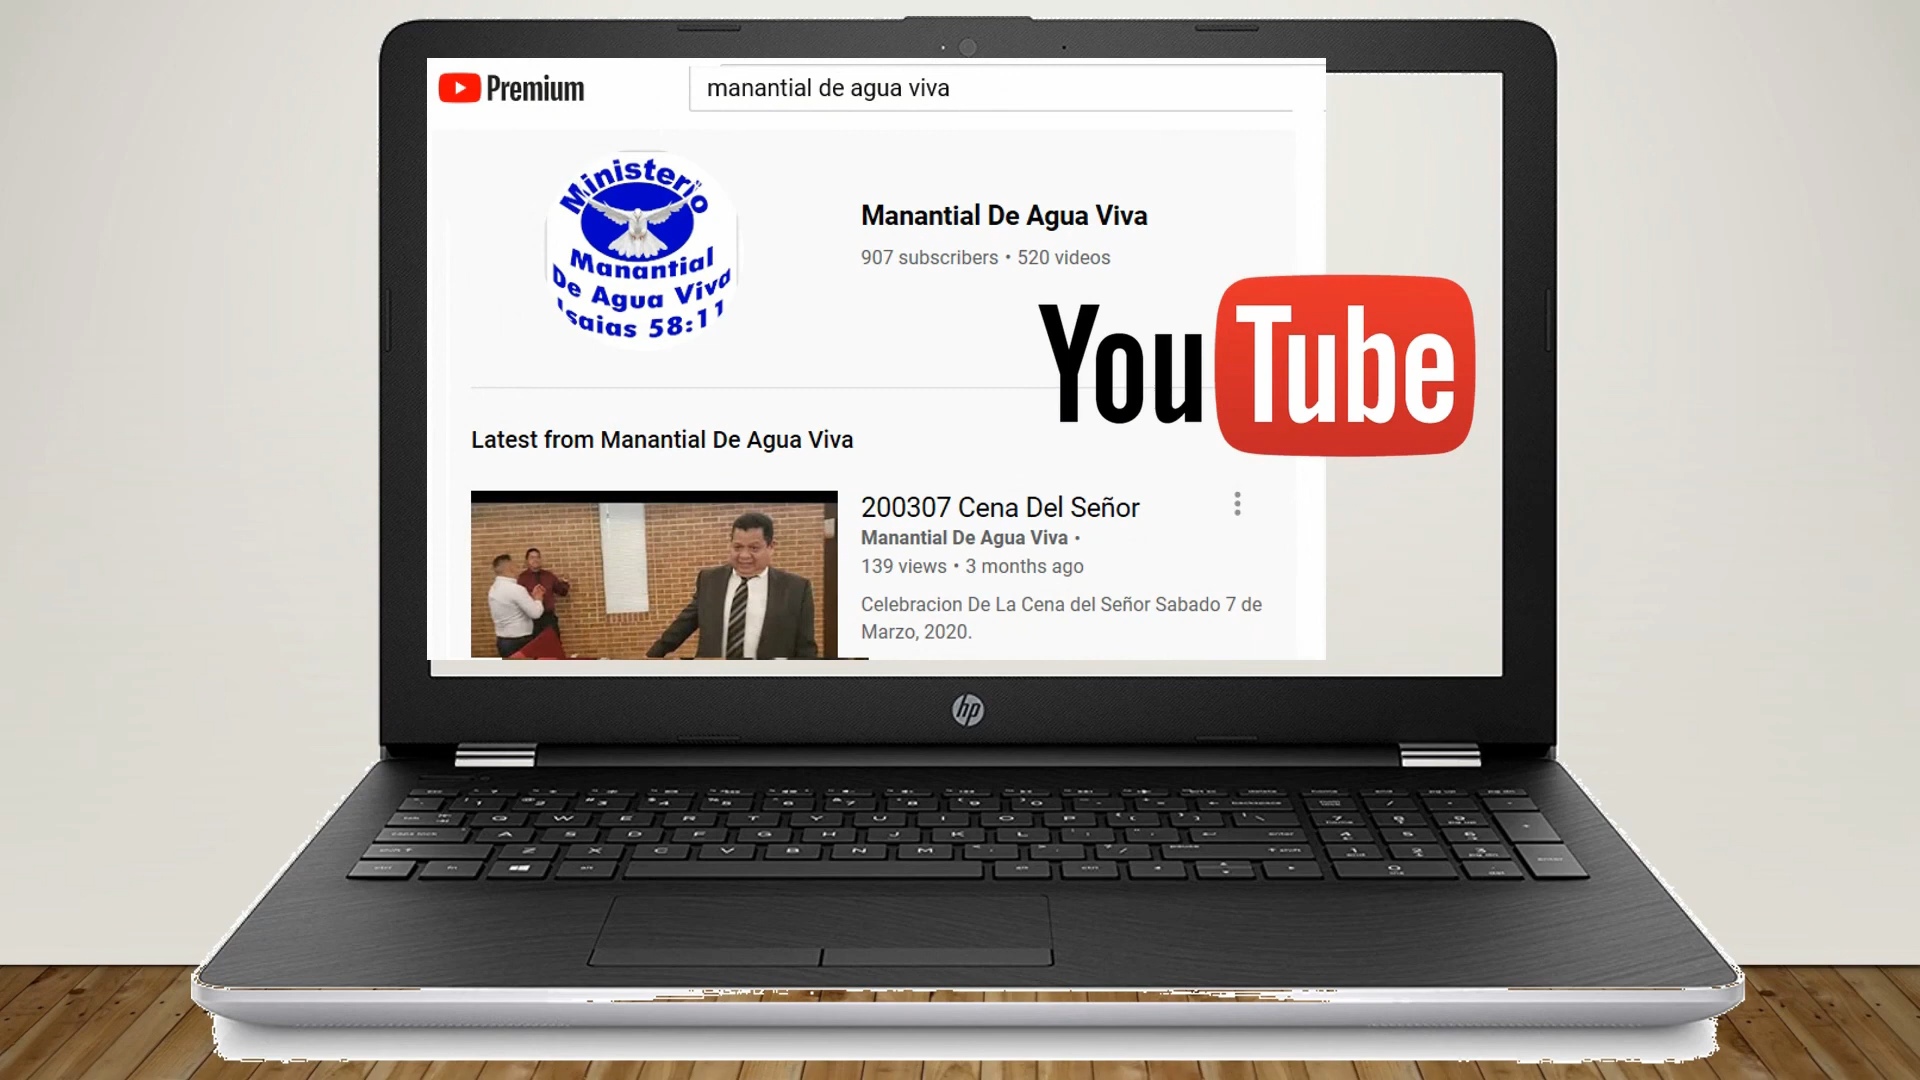 Premium
manantial de agua viva
Ministerio
Manantial
De Agua Viva
Isaias 58:11
Manantial De Agua Viva
907 subscribers • 520 videos
YouTube
Latest from Manantial De Agua Viva
200307 Cena Del Señor
Manantial De Agua Viva •
139 views • 3 months ago
Celebracion De La Cena del Señor Sabado 7 de
Marzo, 2020.
hp
Q W E R T Y U I O P
A S D F G H J K L
Z X C V B N M